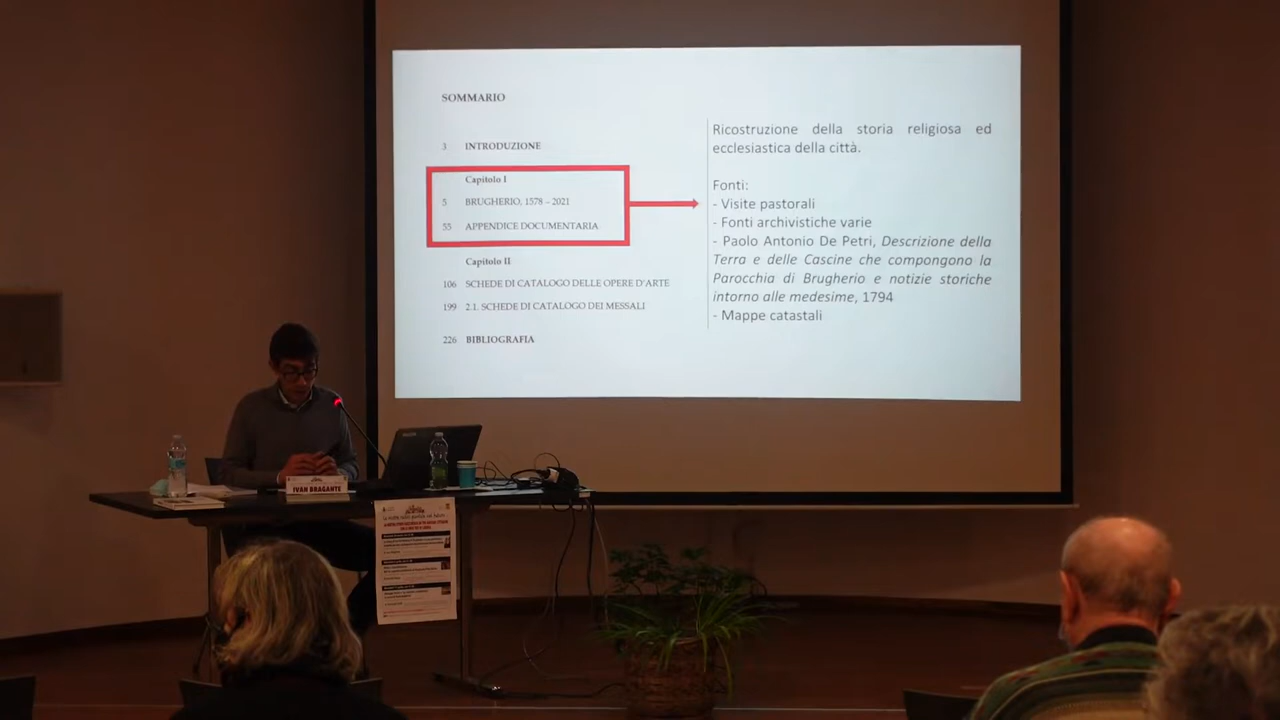 SOMMARIO
3 INTRODUZIONE
Capitolo I
5 BRUGHERIO, 1578 – 2021
55 APPENDICE DOCUMENTARIA
Capitolo II
106 SCHEDE DI CATALOGO DELLE OPERE D'ARTE
199 2.1. SCHEDE DI CATALOGO DEI MESSALI
226 BIBLIOGRAFIA
Ricostruzione della storia religiosa ed
ecclesiastica della città.
Fonti:
- Visite pastorali
- Fonti archivistiche varie
- Paolo Antonio De Petri, Descrizione della
Terra e delle Cascine che compongono la
Parocchia di Brugherio e notizie storiche
intorno alle medesime, 1794
- Mappe catastali
IVAN BRAGANTE